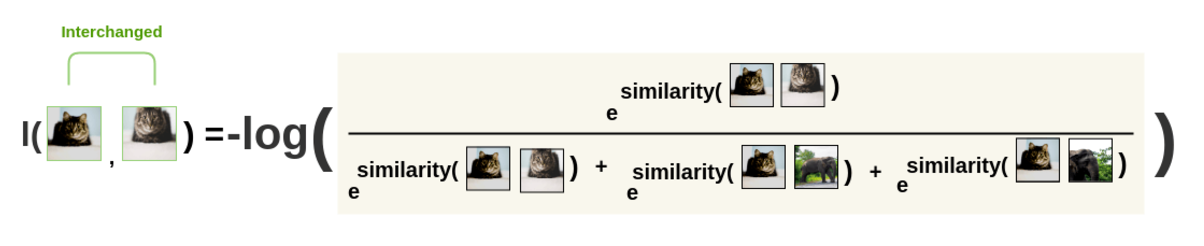 Interchanged
l( , ) =-log(
similarity( )
e
similarity( ) + similarity( ) + similarity( )
e e e
)